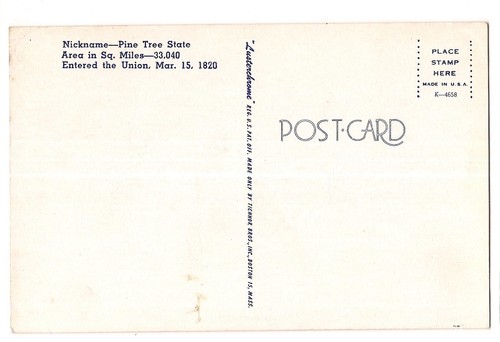 Nickname—Pine Tree State
Area in Sq. Miles—33,040
Entered the Union, Mar. 15, 1820
"Lusterchrome" REG. U.S. PAT. OFF. MADE ONLY BY TICHNOR BROS., INC., BOSTON 15, MASS.
POST·CARD
PLACE
STAMP
HERE
MADE IN U.S.A.
K—4658